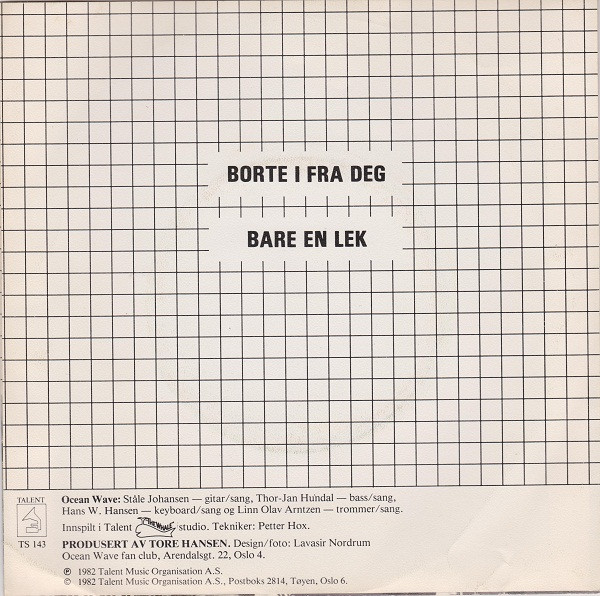 BORTE I FRA DEG
BARE EN LEK
TALENT
TS 143
Ocean Wave: Ståle Johansen — gitar/sang, Thor-Jan Hundal — bass/sang,
Hans W. Hansen — keyboard/sang og Linn Olav Arntzen — trommer/sang.
Innspilt i Talent studio. Tekniker: Petter Hox.
PRODUSERT AV TORE HANSEN. Design/foto: Lavasir Nordrum
Ocean Wave fan club, Arendalsgt. 22, Oslo 4.
℗ 1982 Talent Music Organisation A.S.
© 1982 Talent Music Organisation A.S., Postboks 2814, Tøyen, Oslo 6.